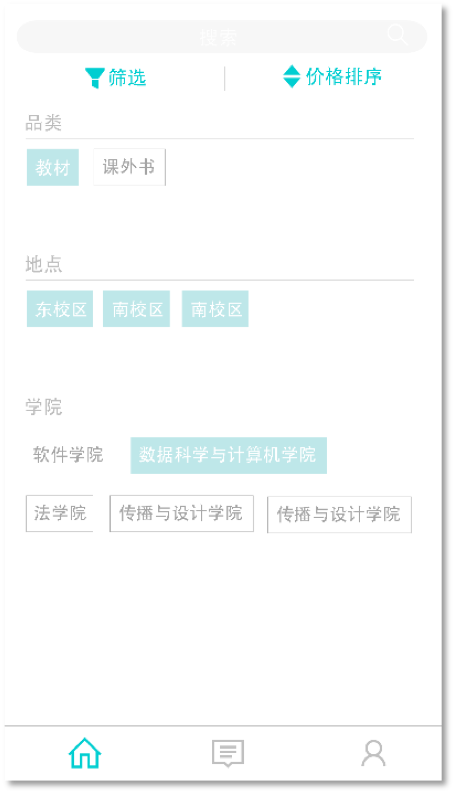 搜索
筛选 价格排序
品类
教材 课外书
地点
东校区 南校区 南校区
学院
软件学院 数据科学与计算机学院
法学院 传播与设计学院 传播与设计学院